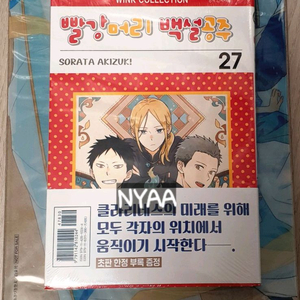 WINK COLLECTION
빨강머리 백설공주
SORATA AKIZUKI
27
NYAA
클라리네스의 미래를 위해
모두 각자의 위치에서
움직이기 시작한다―.
초판 한정 부록 증정